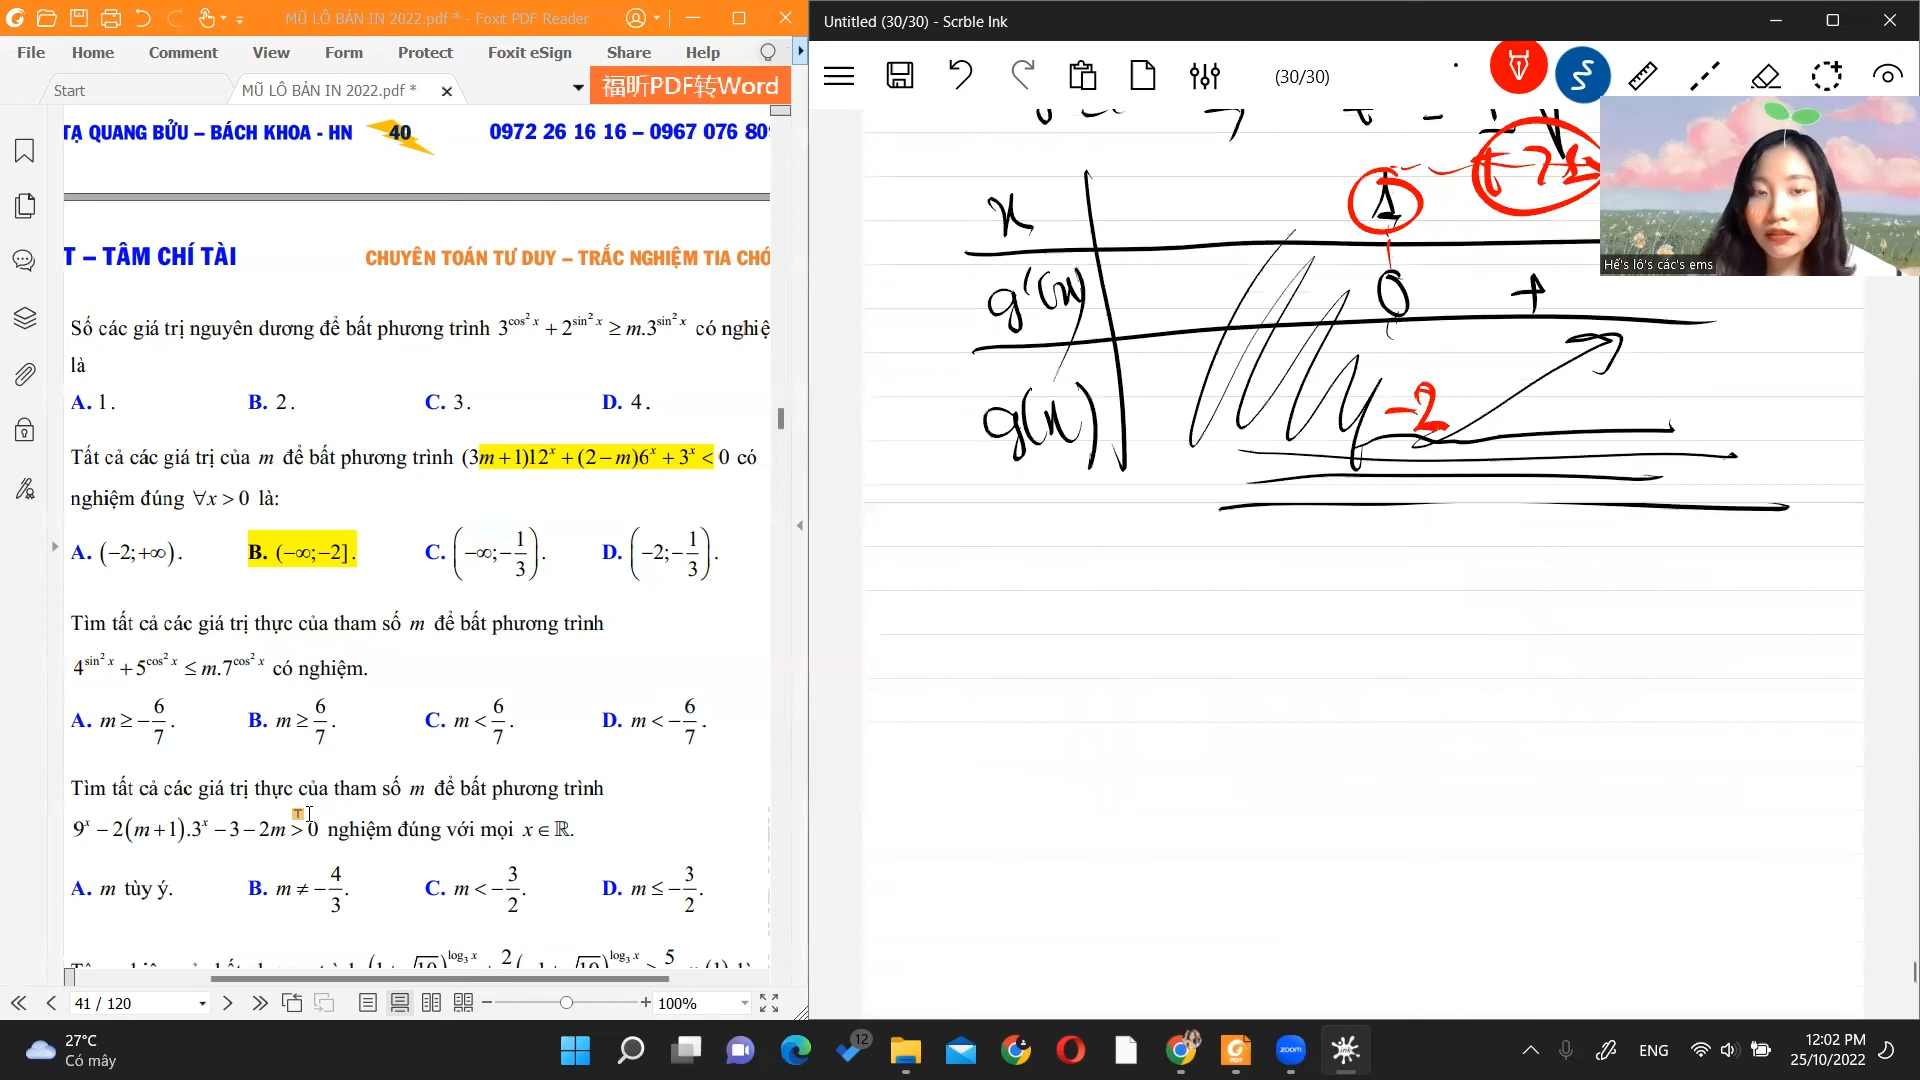 MŨ LÔ BẢN IN 2022.pdf * - Foxit PDF Reader
File Home Comment View Form Protect Foxit eSign Share Help
Start
MŨ LÔ BẢN IN 2022.pdf *
福昕PDF转Word
TẠ QUANG BỬU – BÁCH KHOA - HN 40 0972 26 16 16 – 0967 076 80
T – TÂM CHÍ TÀI CHUYÊN TOÁN TƯ DUY – TRẮC NGHIỆM TIA CHỚ
Số các giá trị nguyên dương để bất phương trình 3^{cos² x} + 2^{sin² x} ≥ m.3^{sin² x} có nghiệ
là
A. 1 . B. 2 . C. 3 . D. 4 .
Tất cả các giá trị của m để bất phương trình (3m+1)12^x + (2−m)6^x + 3^x < 0 có
nghiệm đúng ∀x > 0 là:
A. (−2;+∞) . B. (−∞;−2] . C. (−∞;−1/3) . D. (−2;−1/3) .
Tìm tất cả các giá trị thực của tham số m để bất phương trình
4^{sin² x} + 5^{cos² x} ≤ m.7^{cos² x} có nghiệm.
A. m ≥ −6/7 . B. m ≥ 6/7 . C. m < 6/7 . D. m < −6/7 .
Tìm tất cả các giá trị thực của tham số m để bất phương trình
9^x − 2(m+1).3^x − 3 − 2m > 0 nghiệm đúng với mọi x ∈ ℝ.
A. m tùy ý. B. m ≠ −4/3. C. m < −3/2. D. m ≤ −3/2.
41 / 120
100%
Untitled (30/30) - Scrble Ink
(30/30)
x 1
g'(x) 0 +
g(x) -2
Hế's lô's các's ems
27°C
Có mây
12
zoom
ENG
12:02 PM
25/10/2022